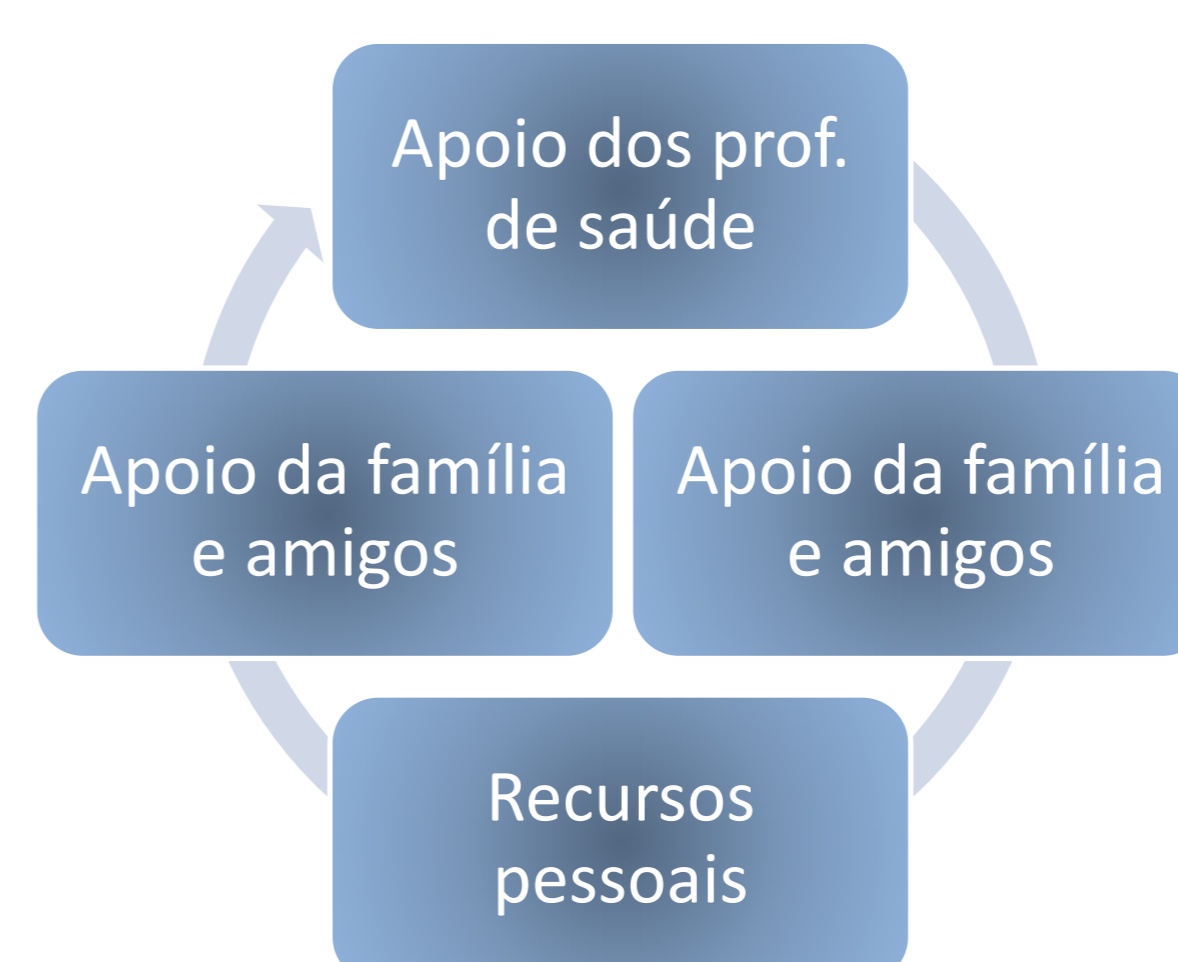 Apoio dos prof.
de saúde
Apoio da família
e amigos
Apoio da família
e amigos
Recursos
pessoais